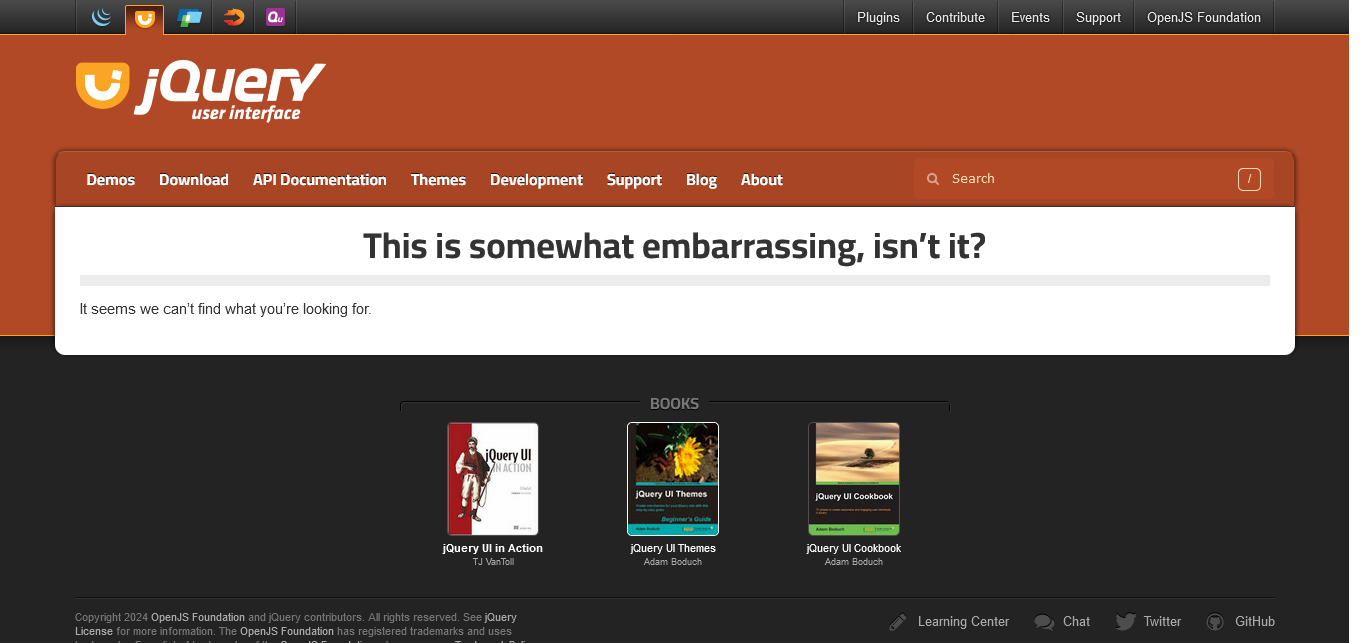 Plugins Contribute Events Support OpenJS Foundation
jQuery
user interface
Demos Download API Documentation Themes Development Support Blog About Search /
This is somewhat embarrassing, isn’t it?
It seems we can’t find what you’re looking for.
BOOKS
jQuery UI
IN ACTION
jQuery UI Themes
Beginner's Guide
Adam Boduch
jQuery UI Cookbook
Adam Boduch
jQuery UI in Action
TJ VanToll
jQuery UI Themes
Adam Boduch
jQuery UI Cookbook
Adam Boduch
Copyright 2024 OpenJS Foundation and jQuery contributors. All rights reserved. See jQuery
License for more information. The OpenJS Foundation has registered trademarks and uses
Learning Center Chat Twitter GitHub